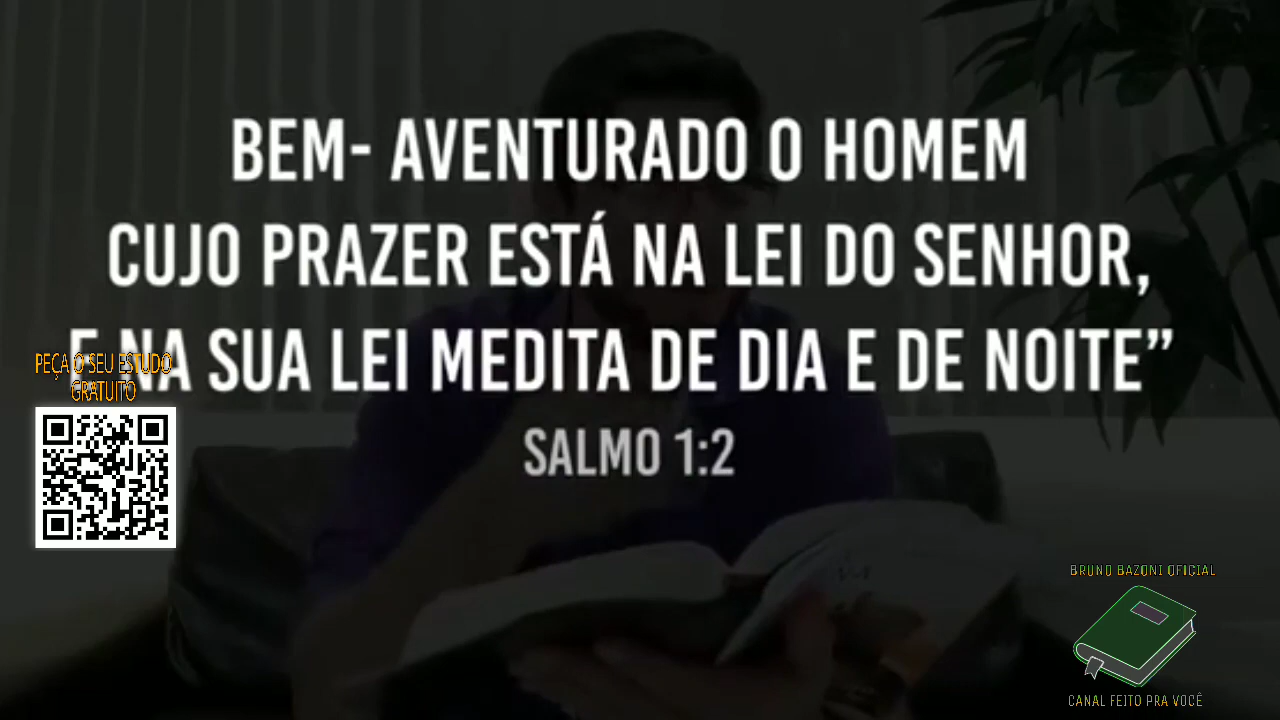 BEM- AVENTURADO O HOMEM
CUJO PRAZER ESTÁ NA LEI DO SENHOR,
E NA SUA LEI MEDITA DE DIA E DE NOITE”
SALMO 1:2
PEÇA O SEU ESTUDO
GRATUITO
BRUNO BAZONI OFICIAL
CANAL FEITO PRA VOCÊ